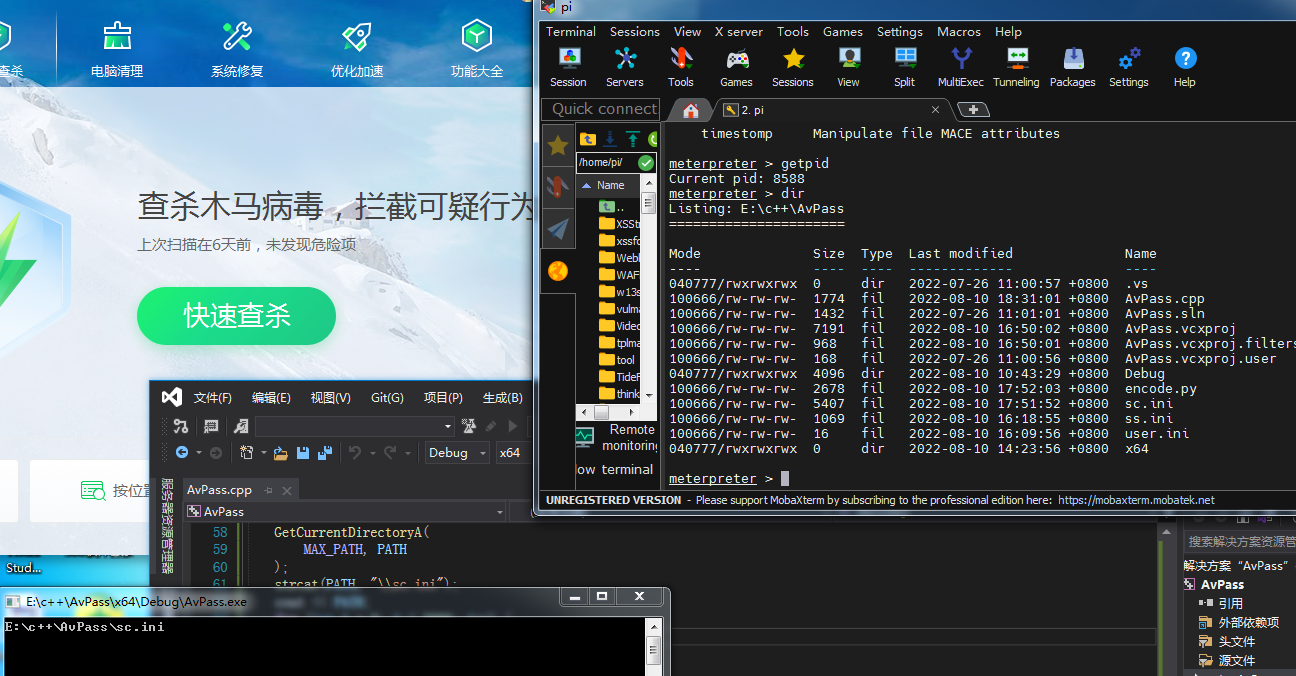 查杀
电脑清理
系统修复
优化加速
功能大全
查杀木马病毒，拦截可疑行为
上次扫描在6天前，未发现危险项
快速查杀
按位置
Stud...
pi
Terminal Sessions View X server Tools Games Settings Macros Help
Session Servers Tools Games Sessions View Split MultiExec Tunneling Packages Settings Help
Quick connect
2. pi
/home/pi/
Name
..
XSStr
xssfo
Webl
WAF
w13s
vulma
Video
tplma
tool
TideF
think
Remote
monitoring
ow terminal
timestomp Manipulate file MACE attributes
meterpreter > getpid
Current pid: 8588
meterpreter > dir
Listing: E:\c++\AvPass
======================
Mode Size Type Last modified Name
---- ---- ---- ------------- ----
040777/rwxrwxrwx 0 dir 2022-07-26 11:00:57 +0800 .vs
100666/rw-rw-rw- 1774 fil 2022-08-10 18:31:01 +0800 AvPass.cpp
100666/rw-rw-rw- 1432 fil 2022-07-26 11:01:01 +0800 AvPass.sln
100666/rw-rw-rw- 7191 fil 2022-08-10 16:50:02 +0800 AvPass.vcxproj
100666/rw-rw-rw- 968 fil 2022-08-10 16:50:01 +0800 AvPass.vcxproj.filters
100666/rw-rw-rw- 168 fil 2022-07-26 11:00:56 +0800 AvPass.vcxproj.user
040777/rwxrwxrwx 4096 dir 2022-08-10 10:43:29 +0800 Debug
100666/rw-rw-rw- 2678 fil 2022-08-10 17:52:03 +0800 encode.py
100666/rw-rw-rw- 5407 fil 2022-08-10 17:51:52 +0800 sc.ini
100666/rw-rw-rw- 1069 fil 2022-08-10 16:18:55 +0800 ss.ini
100666/rw-rw-rw- 16 fil 2022-08-10 16:09:56 +0800 user.ini
040777/rwxrwxrwx 0 dir 2022-08-10 14:23:56 +0800 x64
meterpreter >
UNREGISTERED VERSION - Please support MobaXterm by subscribing to the professional edition here: https://mobaxterm.mobatek.net
文件(F) 编辑(E) 视图(V) Git(G) 项目(P) 生成(B)
Debug x64
服务器资源管理器
AvPass.cpp
AvPass
58 GetCurrentDirectoryA(
59 MAX_PATH, PATH
60 );
61 strcat(PATH, "\\sc.ini");
搜索解决方案资源管
解决方案 "AvPass"
AvPass
引用
外部依赖项
头文件
源文件
E:\c++\AvPass\x64\Debug\AvPass.exe
E:\c++\AvPass\sc.ini